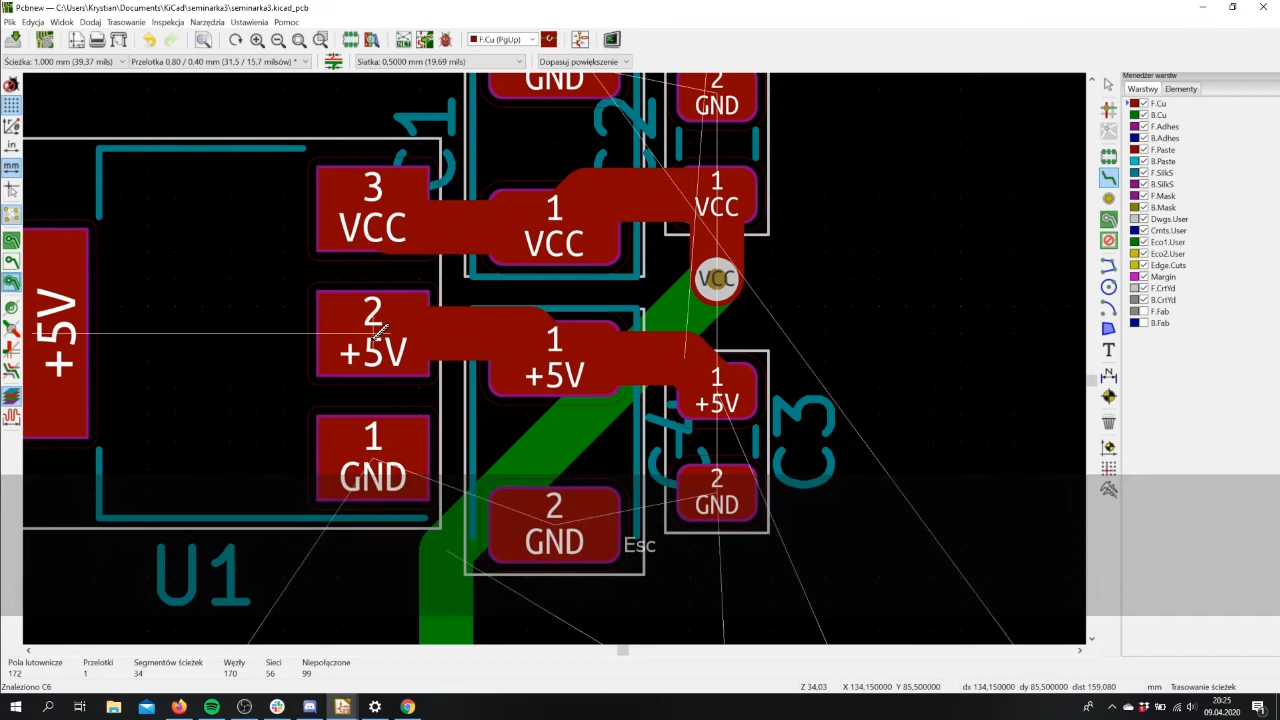 Pcbnew — C:\Users\Krystian\Documents\KiCad\seminarka3\seminarka3.kicad_pcb
Plik Edycja Widok Dodaj Trasowanie Inspekcja Narzędzia Ustawienia Pomoc
F.Cu (PgUp)
Ścieżka: 1,000 mm (39,37 mils) Przelotka 0,80 / 0,40 mm (31,5 / 15,7 milsów) * Siatka: 0,5000 mm (19.69 mils) Dopasuj powiększenie
Menedżer warstw
Warstwy Elementy
F.Cu
B.Cu
F.Adhes
B.Adhes
F.Paste
B.Paste
F.SilkS
B.SilkS
F.Mask
B.Mask
Dwgs.User
Cmts.User
Eco1.User
Eco2.User
Edge.Cuts
Margin
F.CrtYd
B.CrtYd
F.Fab
B.Fab
in
mm
GND
2
GND
3
VCC
1
VCC
1
VCC
VCC
+5V
2
+5V
1
+5V
1
+5V
C3
1
GND
2
GND
2
GND
Esc
U1
Pola lutownicze Przelotki Segmentów ścieżek Węzły Sieci Niepołączone
172 1 34 170 56 99
Znaleziono C6 Z 34,03 X 134,150000 Y 85,500000 dx 134,150000 dy 85,500000 dist 159,080 mm Trasowanie ścieżek
20:25
09.04.2020